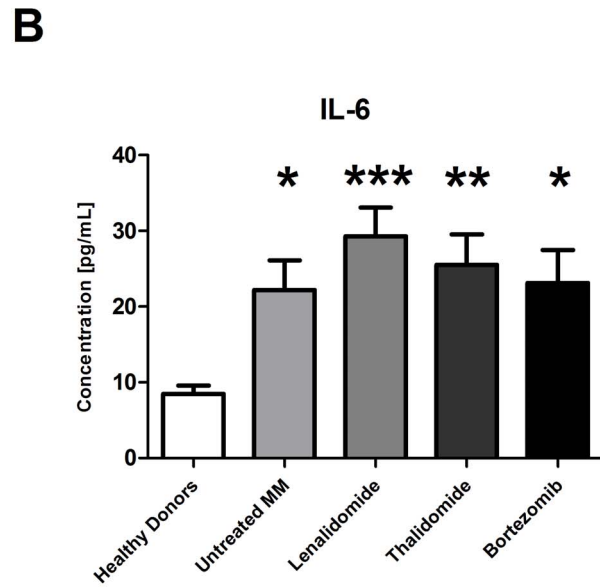 B
IL-6
Concentration [pg/mL]
40
30
20
10
0
*
***
**
*
Healthy Donors
Untreated MM
Lenalidomide
Thalidomide
Bortezomib